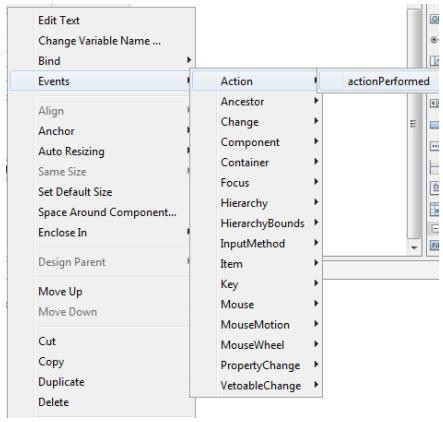 Edit Text
Change Variable Name ...
Bind
Events
Align
Anchor
Auto Resizing
Same Size
Set Default Size
Space Around Component...
Enclose In
Design Parent
Move Up
Move Down
Cut
Copy
Duplicate
Delete
Action
Ancestor
Change
Component
Container
Focus
Hierarchy
HierarchyBounds
InputMethod
Item
Key
Mouse
MouseMotion
MouseWheel
PropertyChange
VetoableChange
actionPerformed